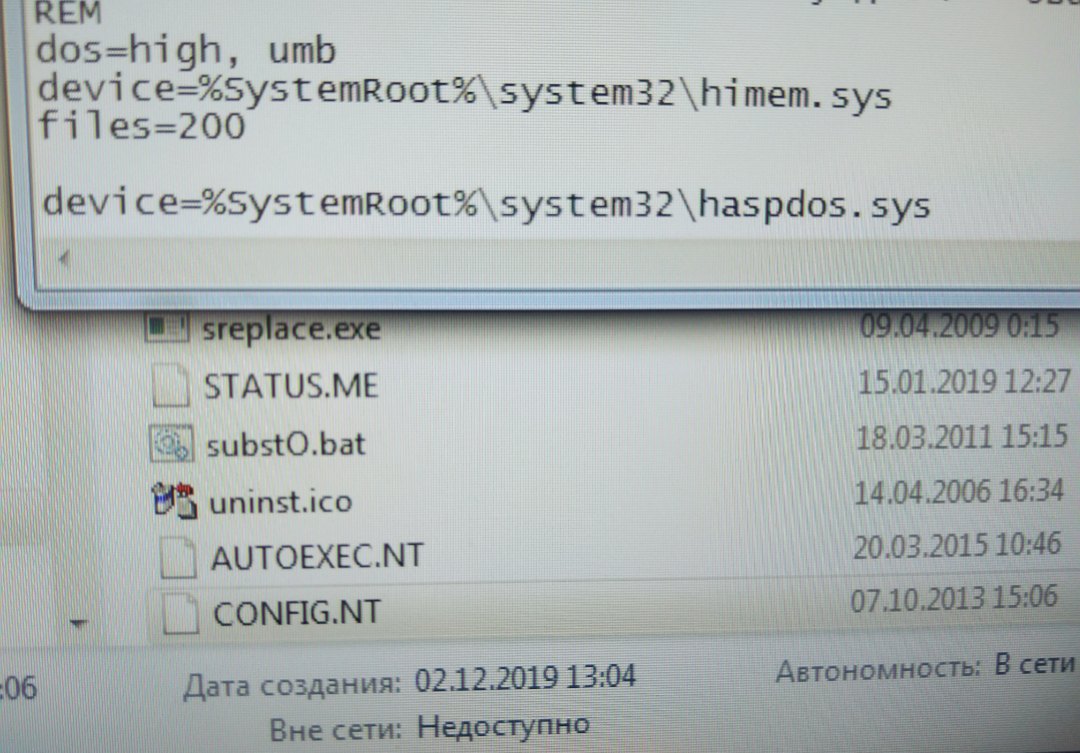 REM
dos=high, umb
device=%SystemRoot%\system32\himem.sys
files=200
device=%SystemRoot%\system32\haspdos.sys
sreplace.exe 09.04.2009 0:15
STATUS.ME 15.01.2019 12:27
substO.bat 18.03.2011 15:15
uninst.ico 14.04.2006 16:34
AUTOEXEC.NT 20.03.2015 10:46
CONFIG.NT 07.10.2013 15:06
:06 Дата создания: 02.12.2019 13:04 Автономность: В сети
Вне сети: Недоступно